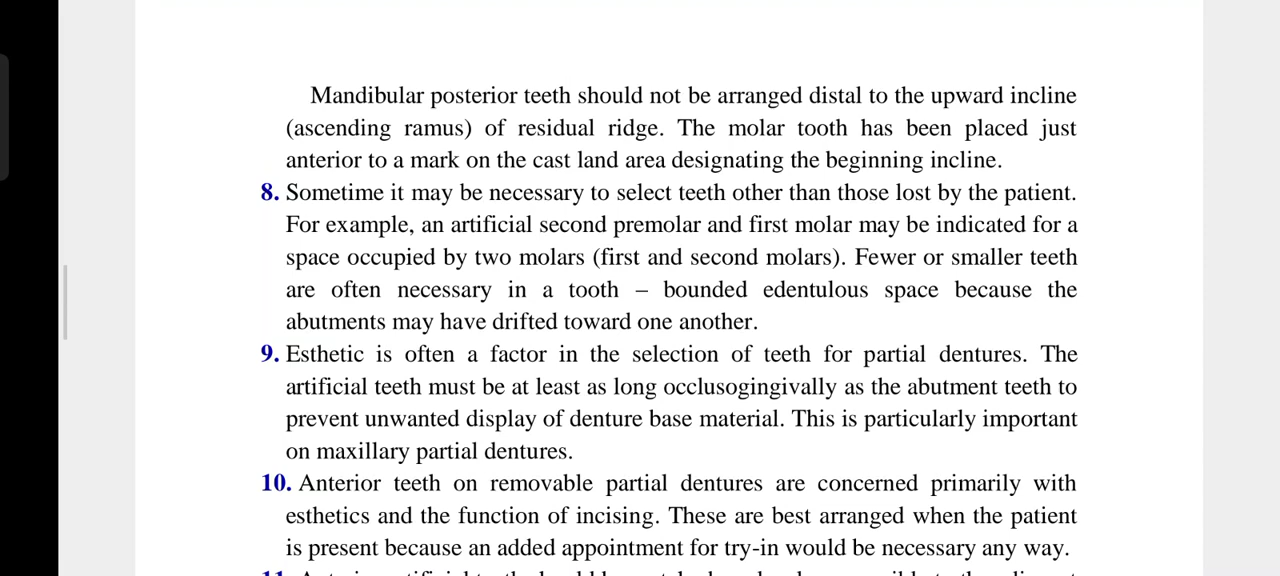 Mandibular posterior teeth should not be arranged distal to the upward incline
(ascending ramus) of residual ridge. The molar tooth has been placed just
anterior to a mark on the cast land area designating the beginning incline.
8. Sometime it may be necessary to select teeth other than those lost by the patient.
For example, an artificial second premolar and first molar may be indicated for a
space occupied by two molars (first and second molars). Fewer or smaller teeth
are often necessary in a tooth – bounded edentulous space because the
abutments may have drifted toward one another.
9. Esthetic is often a factor in the selection of teeth for partial dentures. The
artificial teeth must be at least as long occlusogingivally as the abutment teeth to
prevent unwanted display of denture base material. This is particularly important
on maxillary partial dentures.
10. Anterior teeth on removable partial dentures are concerned primarily with
esthetics and the function of incising. These are best arranged when the patient
is present because an added appointment for try-in would be necessary any way.